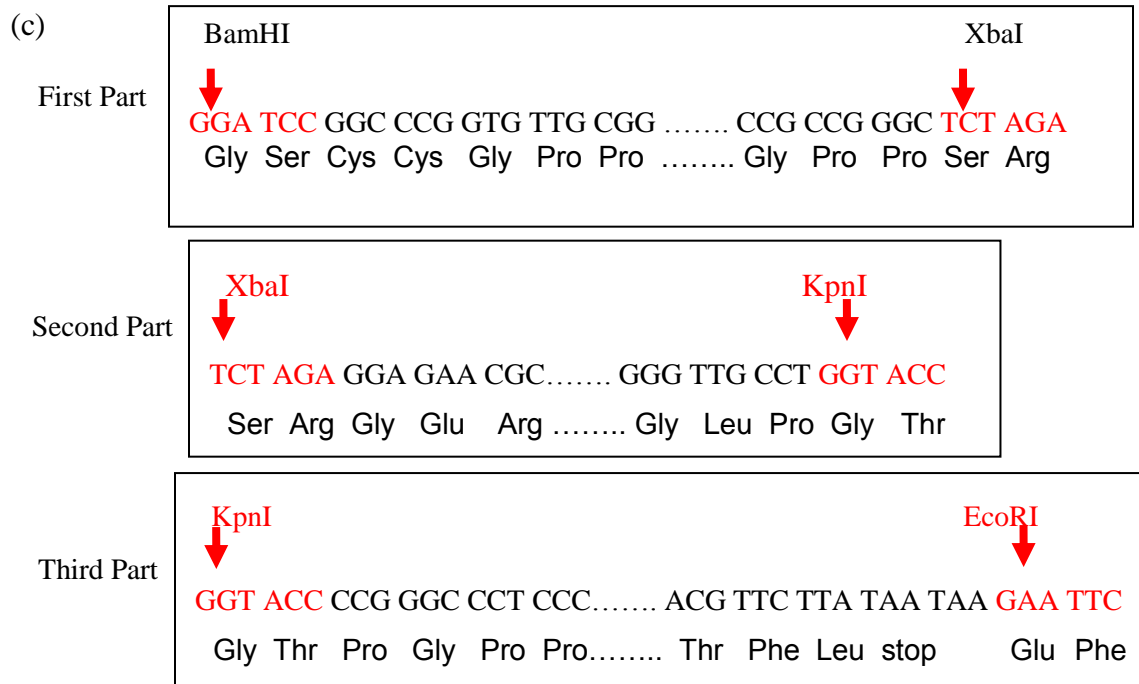 (c)
BamHI XbaI
First Part
GGA TCC GGC CCG GTG TTG CGG ……. CCG CCG GGC TCT AGA
Gly Ser Cys Cys Gly Pro Pro …….. Gly Pro Pro Ser Arg
XbaI KpnI
Second Part
TCT AGA GGA GAA CGC……. GGG TTG CCT GGT ACC
Ser Arg Gly Glu Arg …….. Gly Leu Pro Gly Thr
KpnI EcoRI
Third Part
GGT ACC CCG GGC CCT CCC……. ACG TTC TTA TAA TAA GAA TTC
Gly Thr Pro Gly Pro Pro…….. Thr Phe Leu stop Glu Phe